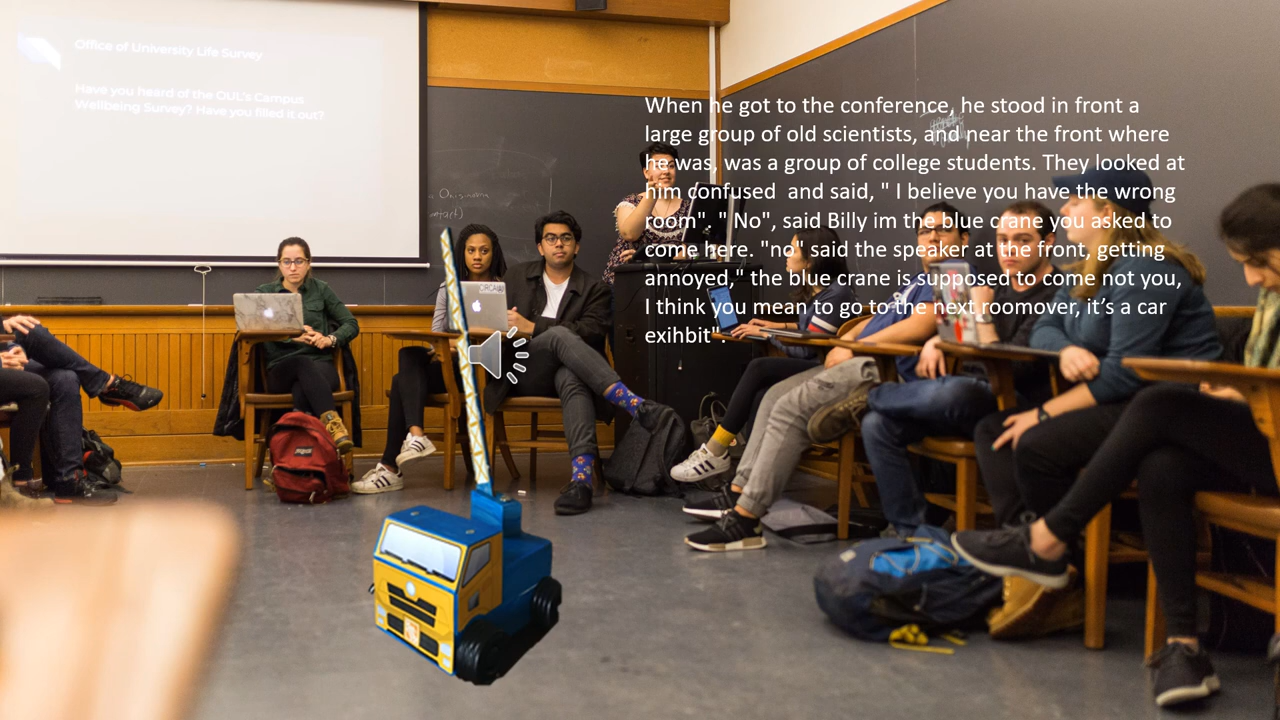 Office of University Life Survey
Have you heard of the OUL's Campus
Wellbeing Survey? Have you filled it out?
When he got to the conference, he stood in front a
large group of old scientists, and near the front where
he was, was a group of college students. They looked at
him confused  and said, " I believe you have the wrong
room". " No", said Billy im the blue crane you asked to
come here. "no" said the speaker at the front, getting
annoyed," the blue crane is supposed to come not you,
I think you mean to go to the next roomover, it’s a car
exihbit".